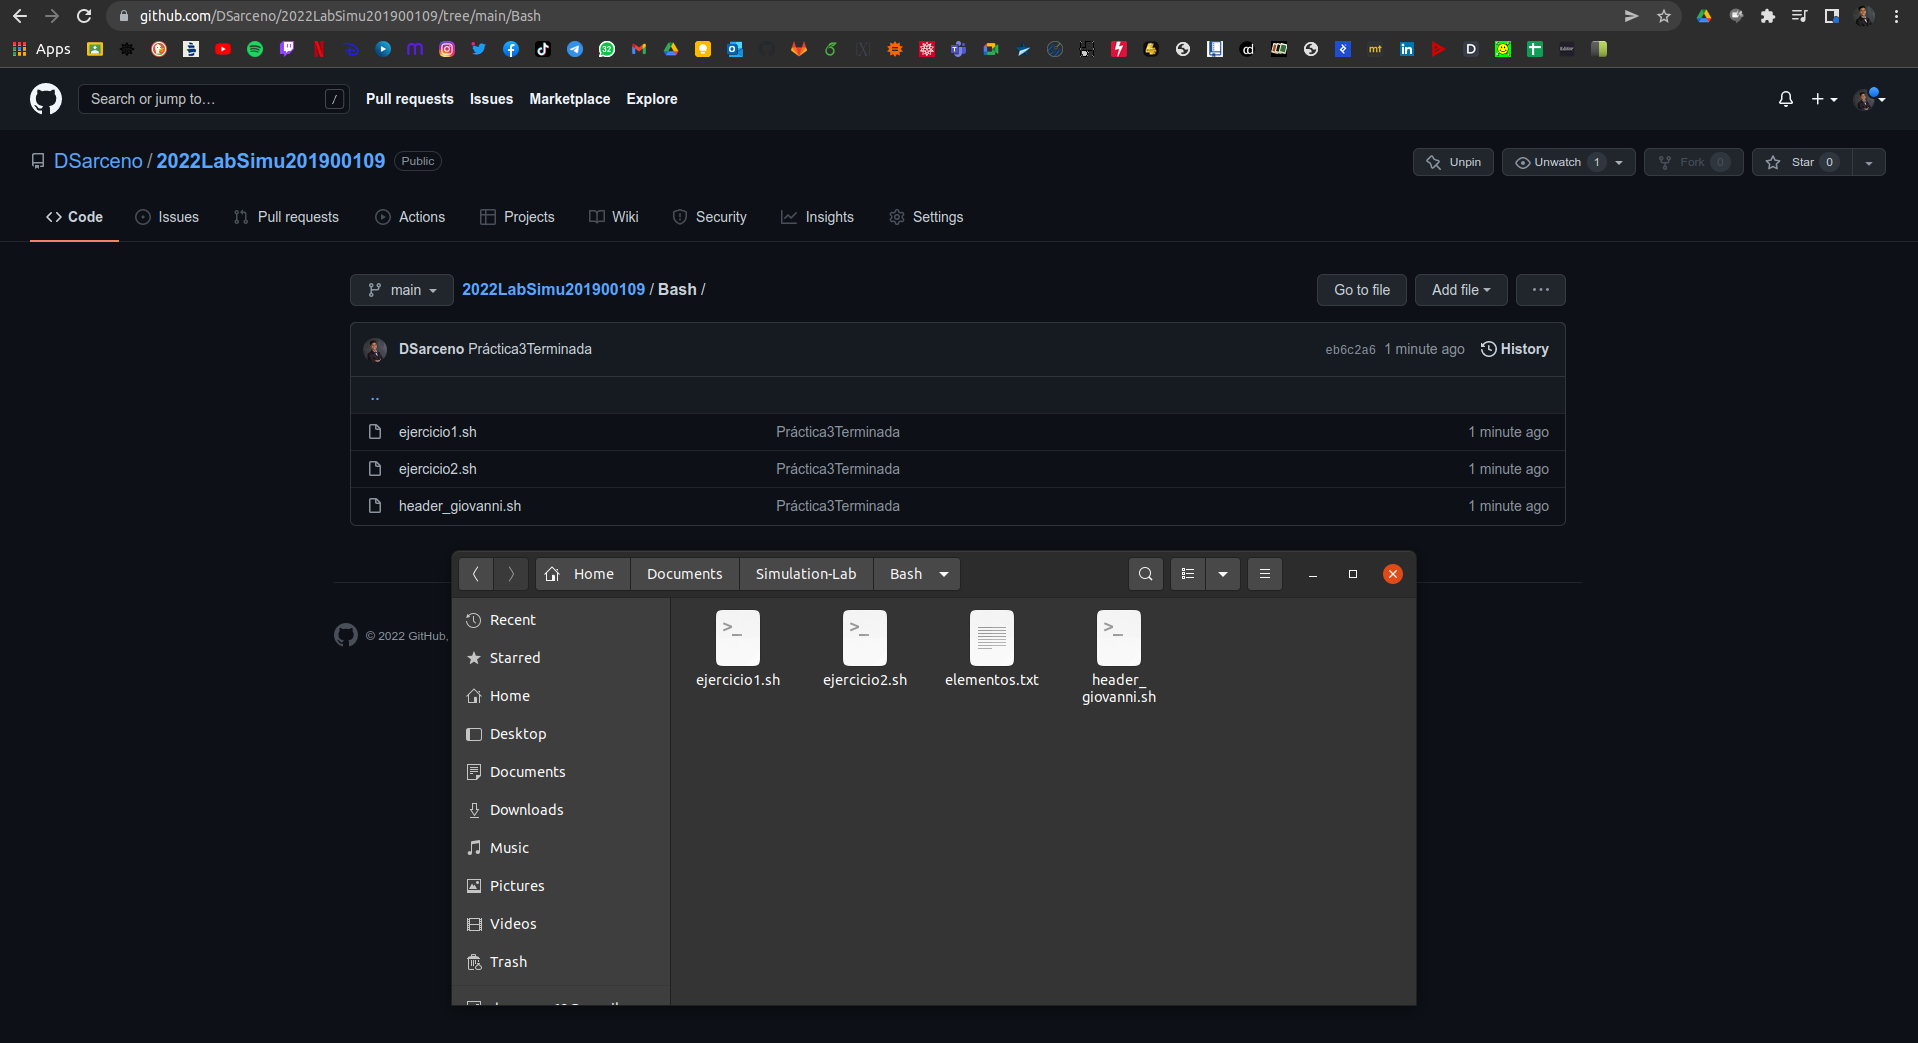 github.com/DSarceno/2022LabSimu201900109/tree/main/Bash
Apps
Search or jump to… /
Pull requests Issues Marketplace Explore
DSarceno / 2022LabSimu201900109 Public
Unpin Unwatch 1 Fork 0 Star 0
Code Issues Pull requests Actions Projects Wiki Security Insights Settings
main 2022LabSimu201900109 / Bash / Go to file Add file ...
DSarceno Práctica3Terminada eb6c2a6 1 minute ago History
..
ejercicio1.sh Práctica3Terminada 1 minute ago
ejercicio2.sh Práctica3Terminada 1 minute ago
header_giovanni.sh Práctica3Terminada 1 minute ago
© 2022 GitHub,
Home Documents Simulation-Lab Bash
Recent
Starred
Home
Desktop
Documents
Downloads
Music
Pictures
Videos
Trash
ejercicio1.sh ejercicio2.sh elementos.txt header_
giovanni.sh